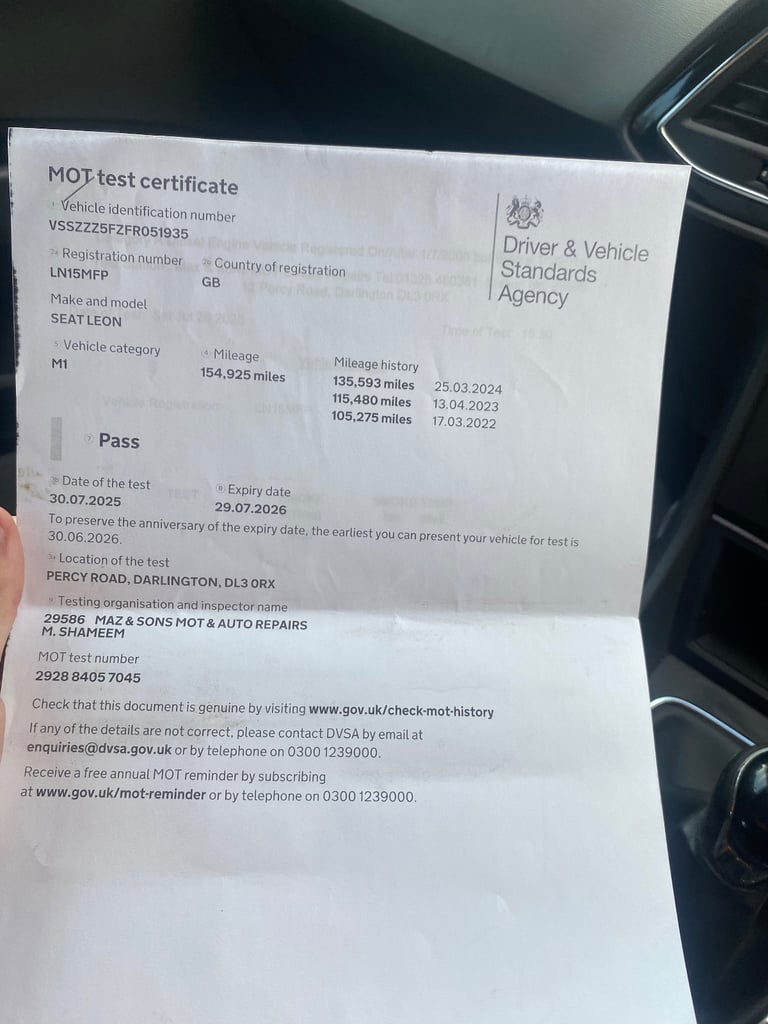 MOT test certificate
1 Vehicle identification number
VSSZZZ5FZFR051935
Registration number
LN15MFP
Country of registration
GB
Make and model
SEAT LEON
5 Vehicle category
M1
4 Mileage
154,925 miles
Mileage history
135,593 miles 25.03.2024
115,480 miles 13.04.2023
105,275 miles 17.03.2022
7 Pass
Date of the test
30.07.2025
8 Expiry date
29.07.2026
To preserve the anniversary of the expiry date, the earliest you can present your vehicle for test is
30.06.2026.
Location of the test
PERCY ROAD, DARLINGTON, DL3 0RX
9 Testing organisation and inspector name
29586 MAZ & SONS MOT & AUTO REPAIRS
M. SHAMEEM
MOT test number
2928 8405 7045
Check that this document is genuine by visiting www.gov.uk/check-mot-history
If any of the details are not correct, please contact DVSA by email at
enquiries@dvsa.gov.uk or by telephone on 0300 1239000.
Receive a free annual MOT reminder by subscribing
at www.gov.uk/mot-reminder or by telephone on 0300 1239000.
Driver & Vehicle
Standards
Agency